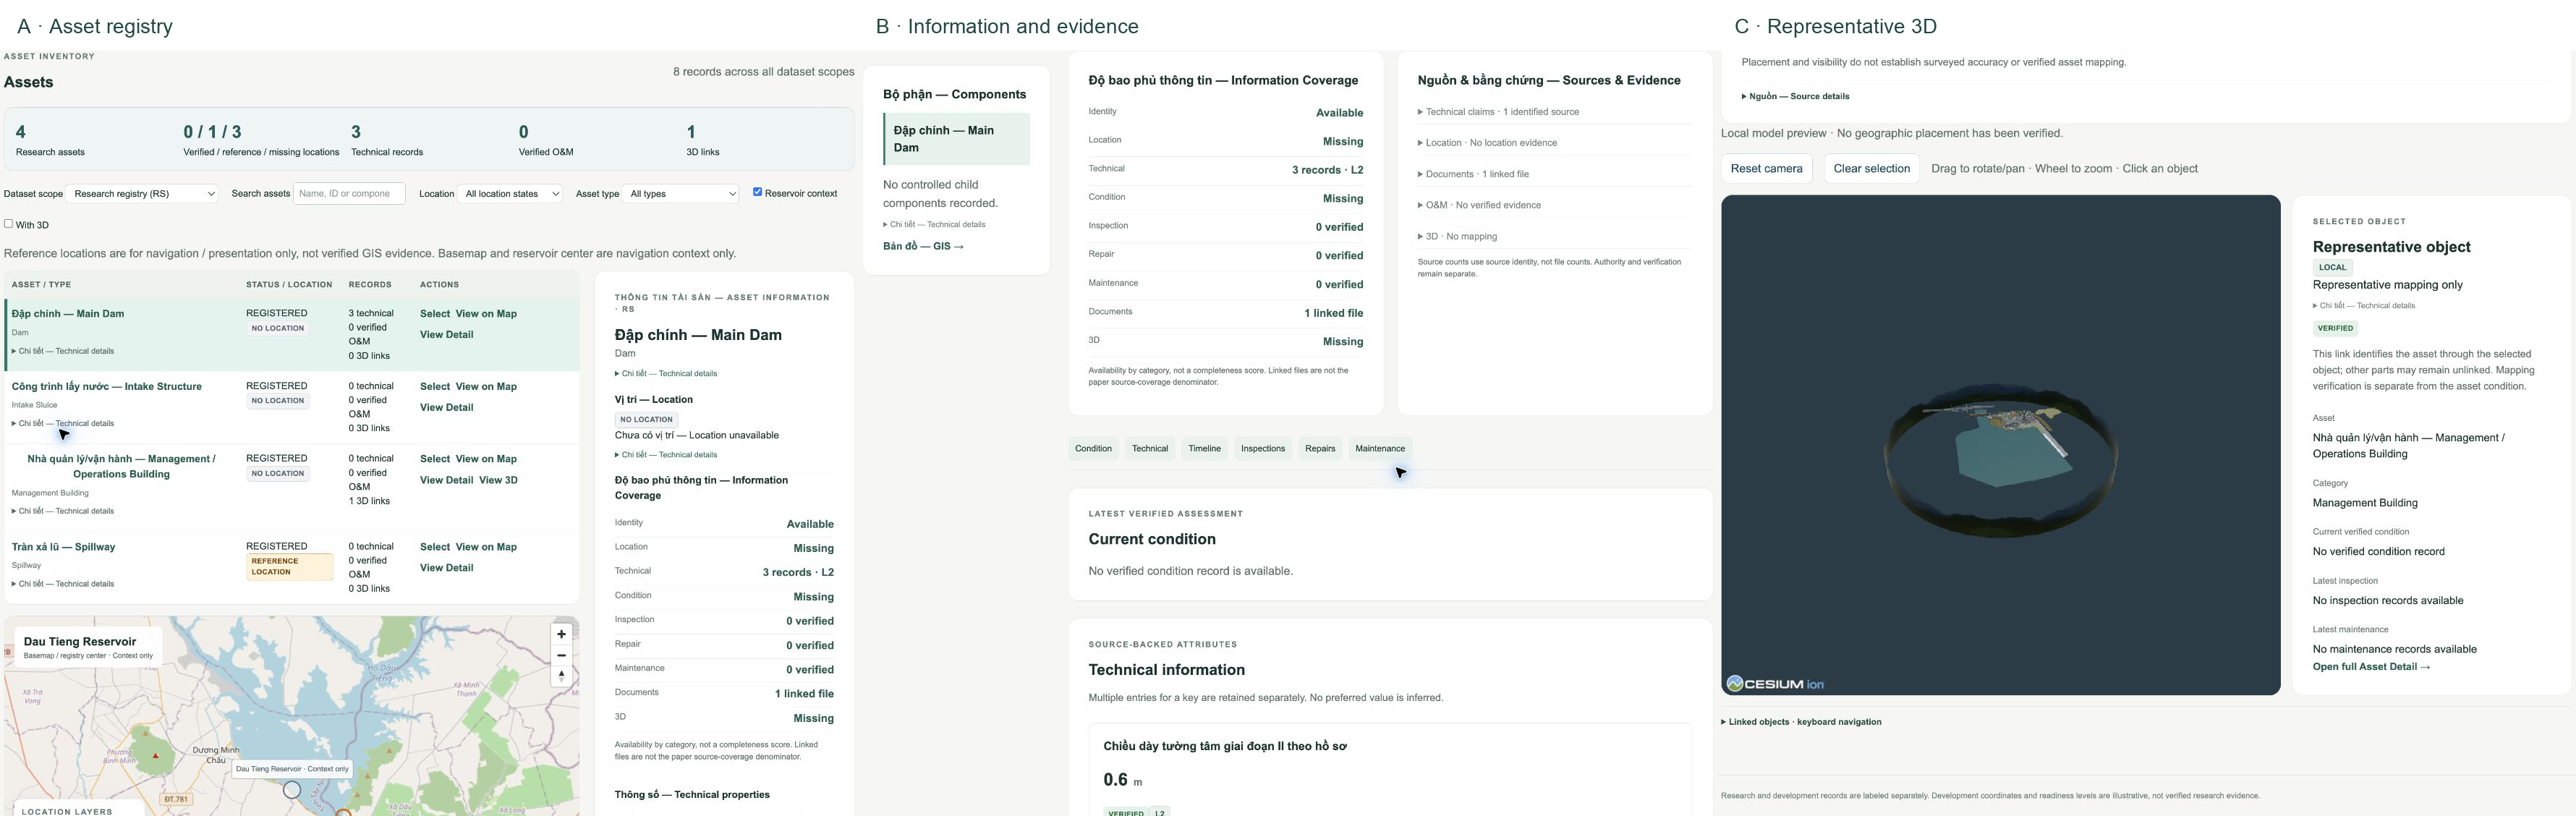 A · Asset registry
ASSET INVENTORY
Assets
8 records across all dataset scopes
4
Research assets
0 / 1 / 3
Verified / reference / missing locations
3
Technical records
0
Verified O&M
1
3D links
Dataset scope Research registry (RS)
Search assets Name, ID or compone
Location All location states
Asset type All types
Reservoir context
With 3D
Reference locations are for navigation / presentation only, not verified GIS evidence. Basemap and reservoir center are navigation context only.
ASSET / TYPE
STATUS / LOCATION
RECORDS
ACTIONS
Đập chính — Main Dam
Dam
▸ Chi tiết — Technical details
REGISTERED
NO LOCATION
3 technical
0 verified
O&M
0 3D links
Select View on Map
View Detail
Công trình lấy nước — Intake Structure
Intake Sluice
▸ Chi tiết — Technical details
REGISTERED
NO LOCATION
0 technical
0 verified
O&M
0 3D links
Select View on Map
View Detail
Nhà quản lý/vận hành — Management /
Operations Building
Management Building
▸ Chi tiết — Technical details
REGISTERED
NO LOCATION
0 technical
0 verified
O&M
1 3D links
Select View on Map
View Detail View 3D
Tràn xả lũ — Spillway
Spillway
▸ Chi tiết — Technical details
REGISTERED
REFERENCE
LOCATION
0 technical
0 verified
O&M
0 3D links
Select View on Map
View Detail
Dau Tieng Reservoir
Basemap / registry center · Context only
Xã Trà
Vong
Phường
Bình Minh
Dương Minh
Châu
Hồ Dầu
Tiếng
Xã Minh
Thạnh
Dau Tieng Reservoir · Context only
ĐT.781
Xã Dầu
Tiếng
Xã Long
LOCATION LAYERS
THÔNG TIN TÀI SẢN — ASSET INFORMATION
· RS
Đập chính — Main Dam
Dam
▸ Chi tiết — Technical details
Vị trí — Location
NO LOCATION
Chưa có vị trí — Location unavailable
▸ Chi tiết — Technical details
Độ bao phủ thông tin — Information
Coverage
Identity Available
Location Missing
Technical 3 records · L2
Condition Missing
Inspection 0 verified
Repair 0 verified
Maintenance 0 verified
Documents 1 linked file
3D Missing
Availability by category, not a completeness score. Linked
files are not the paper source-coverage denominator.
Thông số — Technical properties
B · Information and evidence
Bộ phận — Components
Đập chính — Main
Dam
No controlled child
components recorded.
▸ Chi tiết — Technical details
Bản đồ — GIS →
Độ bao phủ thông tin — Information Coverage
Identity Available
Location Missing
Technical 3 records · L2
Condition Missing
Inspection 0 verified
Repair 0 verified
Maintenance 0 verified
Documents 1 linked file
3D Missing
Availability by category, not a completeness score. Linked files are not the
paper source-coverage denominator.
Nguồn & bằng chứng — Sources & Evidence
▸ Technical claims · 1 identified source
▸ Location · No location evidence
▸ Documents · 1 linked file
▸ O&M · No verified evidence
▸ 3D · No mapping
Source counts use source identity, not file counts. Authority and verification
remain separate.
Condition
Technical
Timeline
Inspections
Repairs
Maintenance
LATEST VERIFIED ASSESSMENT
Current condition
No verified condition record is available.
SOURCE-BACKED ATTRIBUTES
Technical information
Multiple entries for a key are retained separately. No preferred value is inferred.
Chiều dày tường tâm giai đoạn II theo hồ sơ
0.6 m
VERIFIED L2
C · Representative 3D
Placement and visibility do not establish surveyed accuracy or verified asset mapping.
▸ Nguồn — Source details
Local model preview · No geographic placement has been verified.
Reset camera
Clear selection
Drag to rotate/pan · Wheel to zoom · Click an object
CESIUM ion
SELECTED OBJECT
Representative object
LOCAL
Representative mapping only
▸ Chi tiết — Technical details
VERIFIED
This link identifies the asset through the selected
object; other parts may remain unlinked. Mapping
verification is separate from the asset condition.
Asset
Nhà quản lý/vận hành — Management /
Operations Building
Category
Management Building
Current verified condition
No verified condition record
Latest inspection
No inspection records available
Latest maintenance
No maintenance records available
Open full Asset Detail →
▸ Linked objects · keyboard navigation
Research and development records are labeled separately. Development coordinates and readiness levels are illustrative, not verified research evidence.